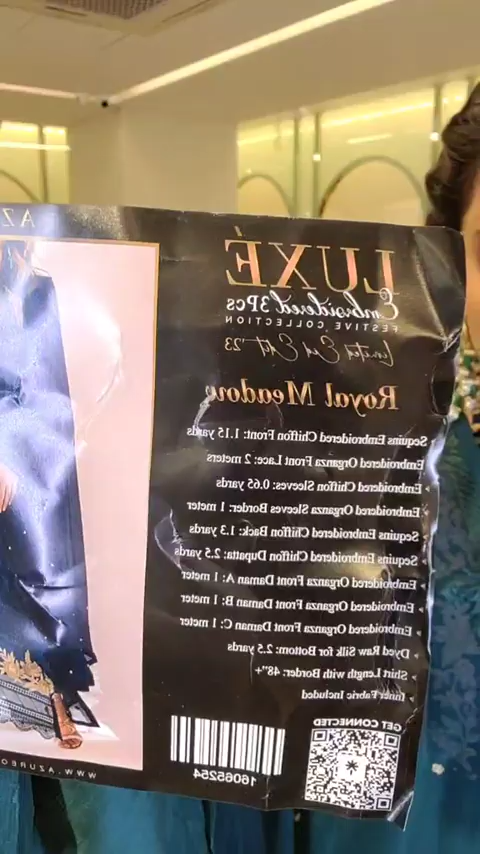 AZ
LUXÉ
Embroidered 3Pcs
FESTIVE COLLECTION
Limited Eid Edit '23
Royal Meadow
Sequins Embroidered Chiffon Front: 1.15 yards
Embroidered Organza Front Lace: 2 meters
Embroidered Chiffon Sleeves: 0.65 yards
Embroidered Organza Sleeves Border: 1 meter
Sequins Embroidered Chiffon Back: 1.3 yards
Sequins Embroidered Chiffon Dupatta: 2.5 yards
Embroidered Organza Front Daman A: 1 meter
Embroidered Organza Front Daman B: 1 meter
Embroidered Organza Front Daman C: 1 meter
Dyed Raw Silk for Bottom: 2.5 yards
Shirt Length with Border: 48"+
Inner Fabric Included
GET CONNECTED
16065254
WWW.AZUREO